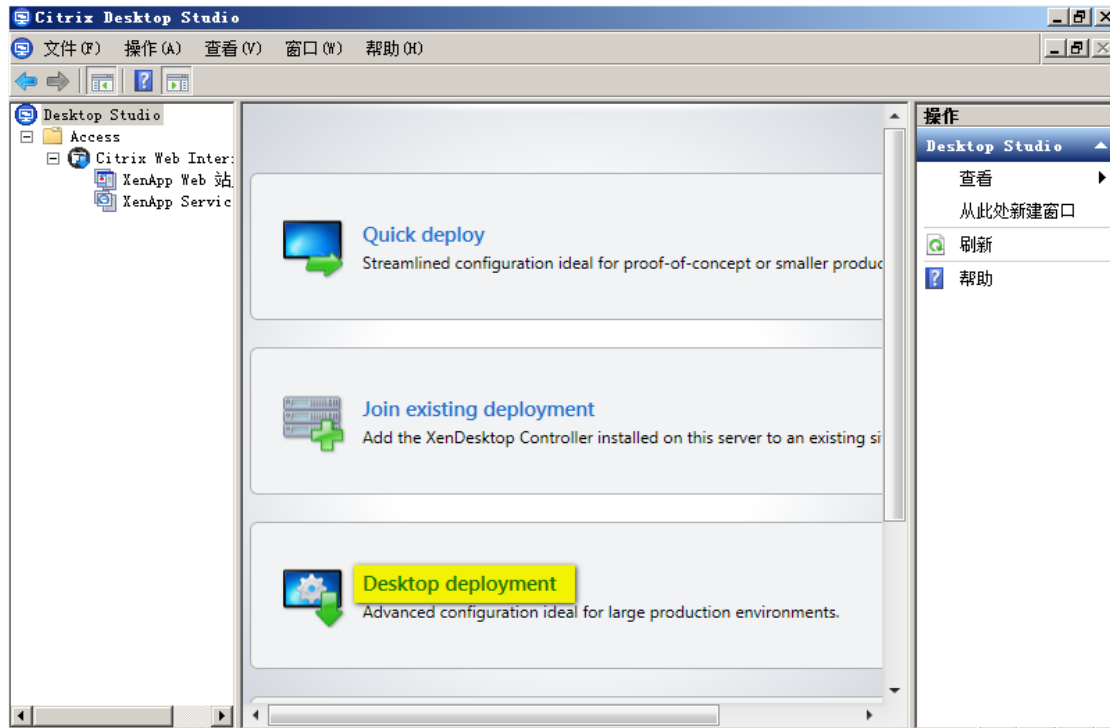 Citrix Desktop Studio
文件(F) 操作(A) 查看(V) 窗口(W) 帮助(H)
Desktop Studio
Access
Citrix Web Inter
XenApp Web 站
XenApp Servic
Quick deploy
Streamlined configuration ideal for proof-of-concept or smaller produc
Join existing deployment
Add the XenDesktop Controller installed on this server to an existing si
Desktop deployment
Advanced configuration ideal for large production environments.
操作
Desktop Studio
查看
从此处新建窗口
刷新
帮助